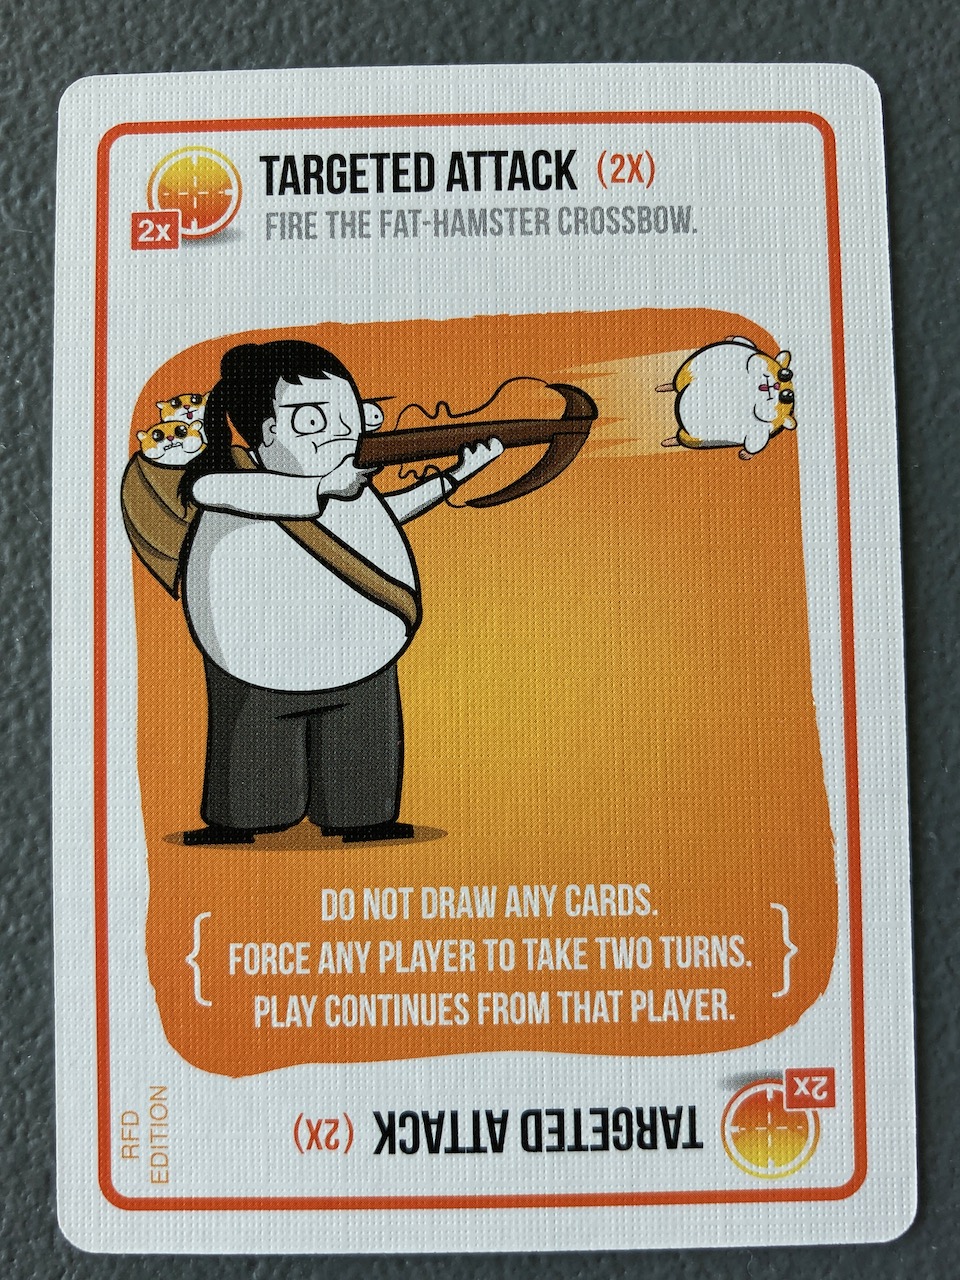 TARGETED ATTACK (2X)
2x
FIRE THE FAT-HAMSTER CROSSBOW.
DO NOT DRAW ANY CARDS.
FORCE ANY PLAYER TO TAKE TWO TURNS.
PLAY CONTINUES FROM THAT PLAYER.
RFD
EDITION
2x
TARGETED ATTACK (2X)